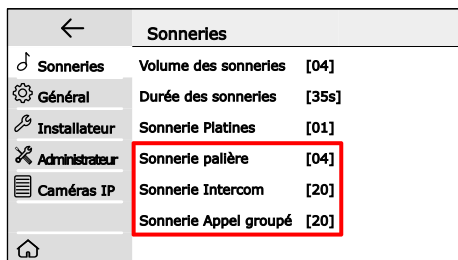 Sonneries
Sonneries
Général
Installateur
Administrateur
Caméras IP
Volume des sonneries [04]
Durée des sonneries [35s]
Sonnerie Platines [01]
Sonnerie palière [04]
Sonnerie Intercom [20]
Sonnerie Appel groupé [20]